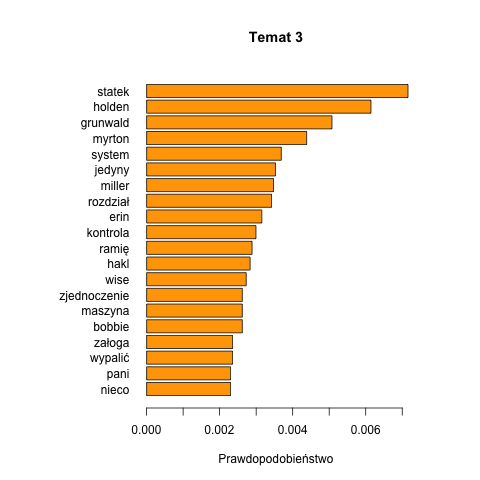 Temat 3
statek
holden
grunwald
myrton
system
jedyny
miller
rozdział
erin
kontrola
ramię
hakl
wise
zjednoczenie
maszyna
bobbie
załoga
wypalić
pani
nieco
0.000 0.002 0.004 0.006
Prawdopodobieństwo